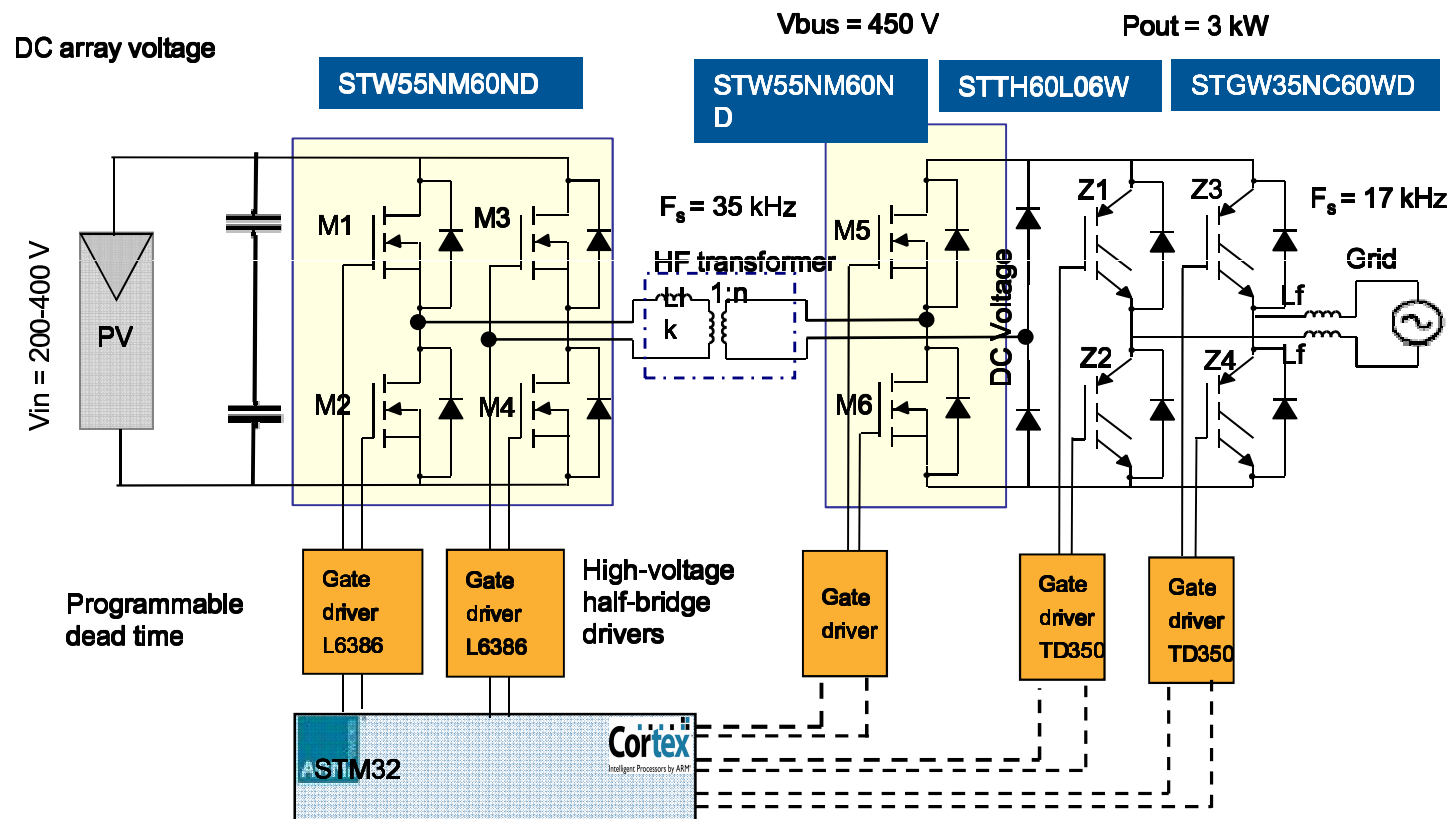 Vbus = 450 V
Pout = 3 kW
DC array voltage
STW55NM60ND
STW55NM60N
D
STTH60L06W
STGW35NC60WD
Vin = 200-400 V
PV
M1
M3
M2
M4
Fs = 35 kHz
HF transformer
Ll
k
1:n
M5
M6
DC Voltage
Z1
Z3
Z2
Z4
Fs = 17 kHz
Grid
Lf
Lf
Programmable
dead time
Gate
driver
L6386
Gate
driver
L6386
High-voltage
half-bridge
drivers
Gate
driver
Gate
driver
TD350
Gate
driver
TD350
STM32
Cortex
Intelligent Processors by ARM